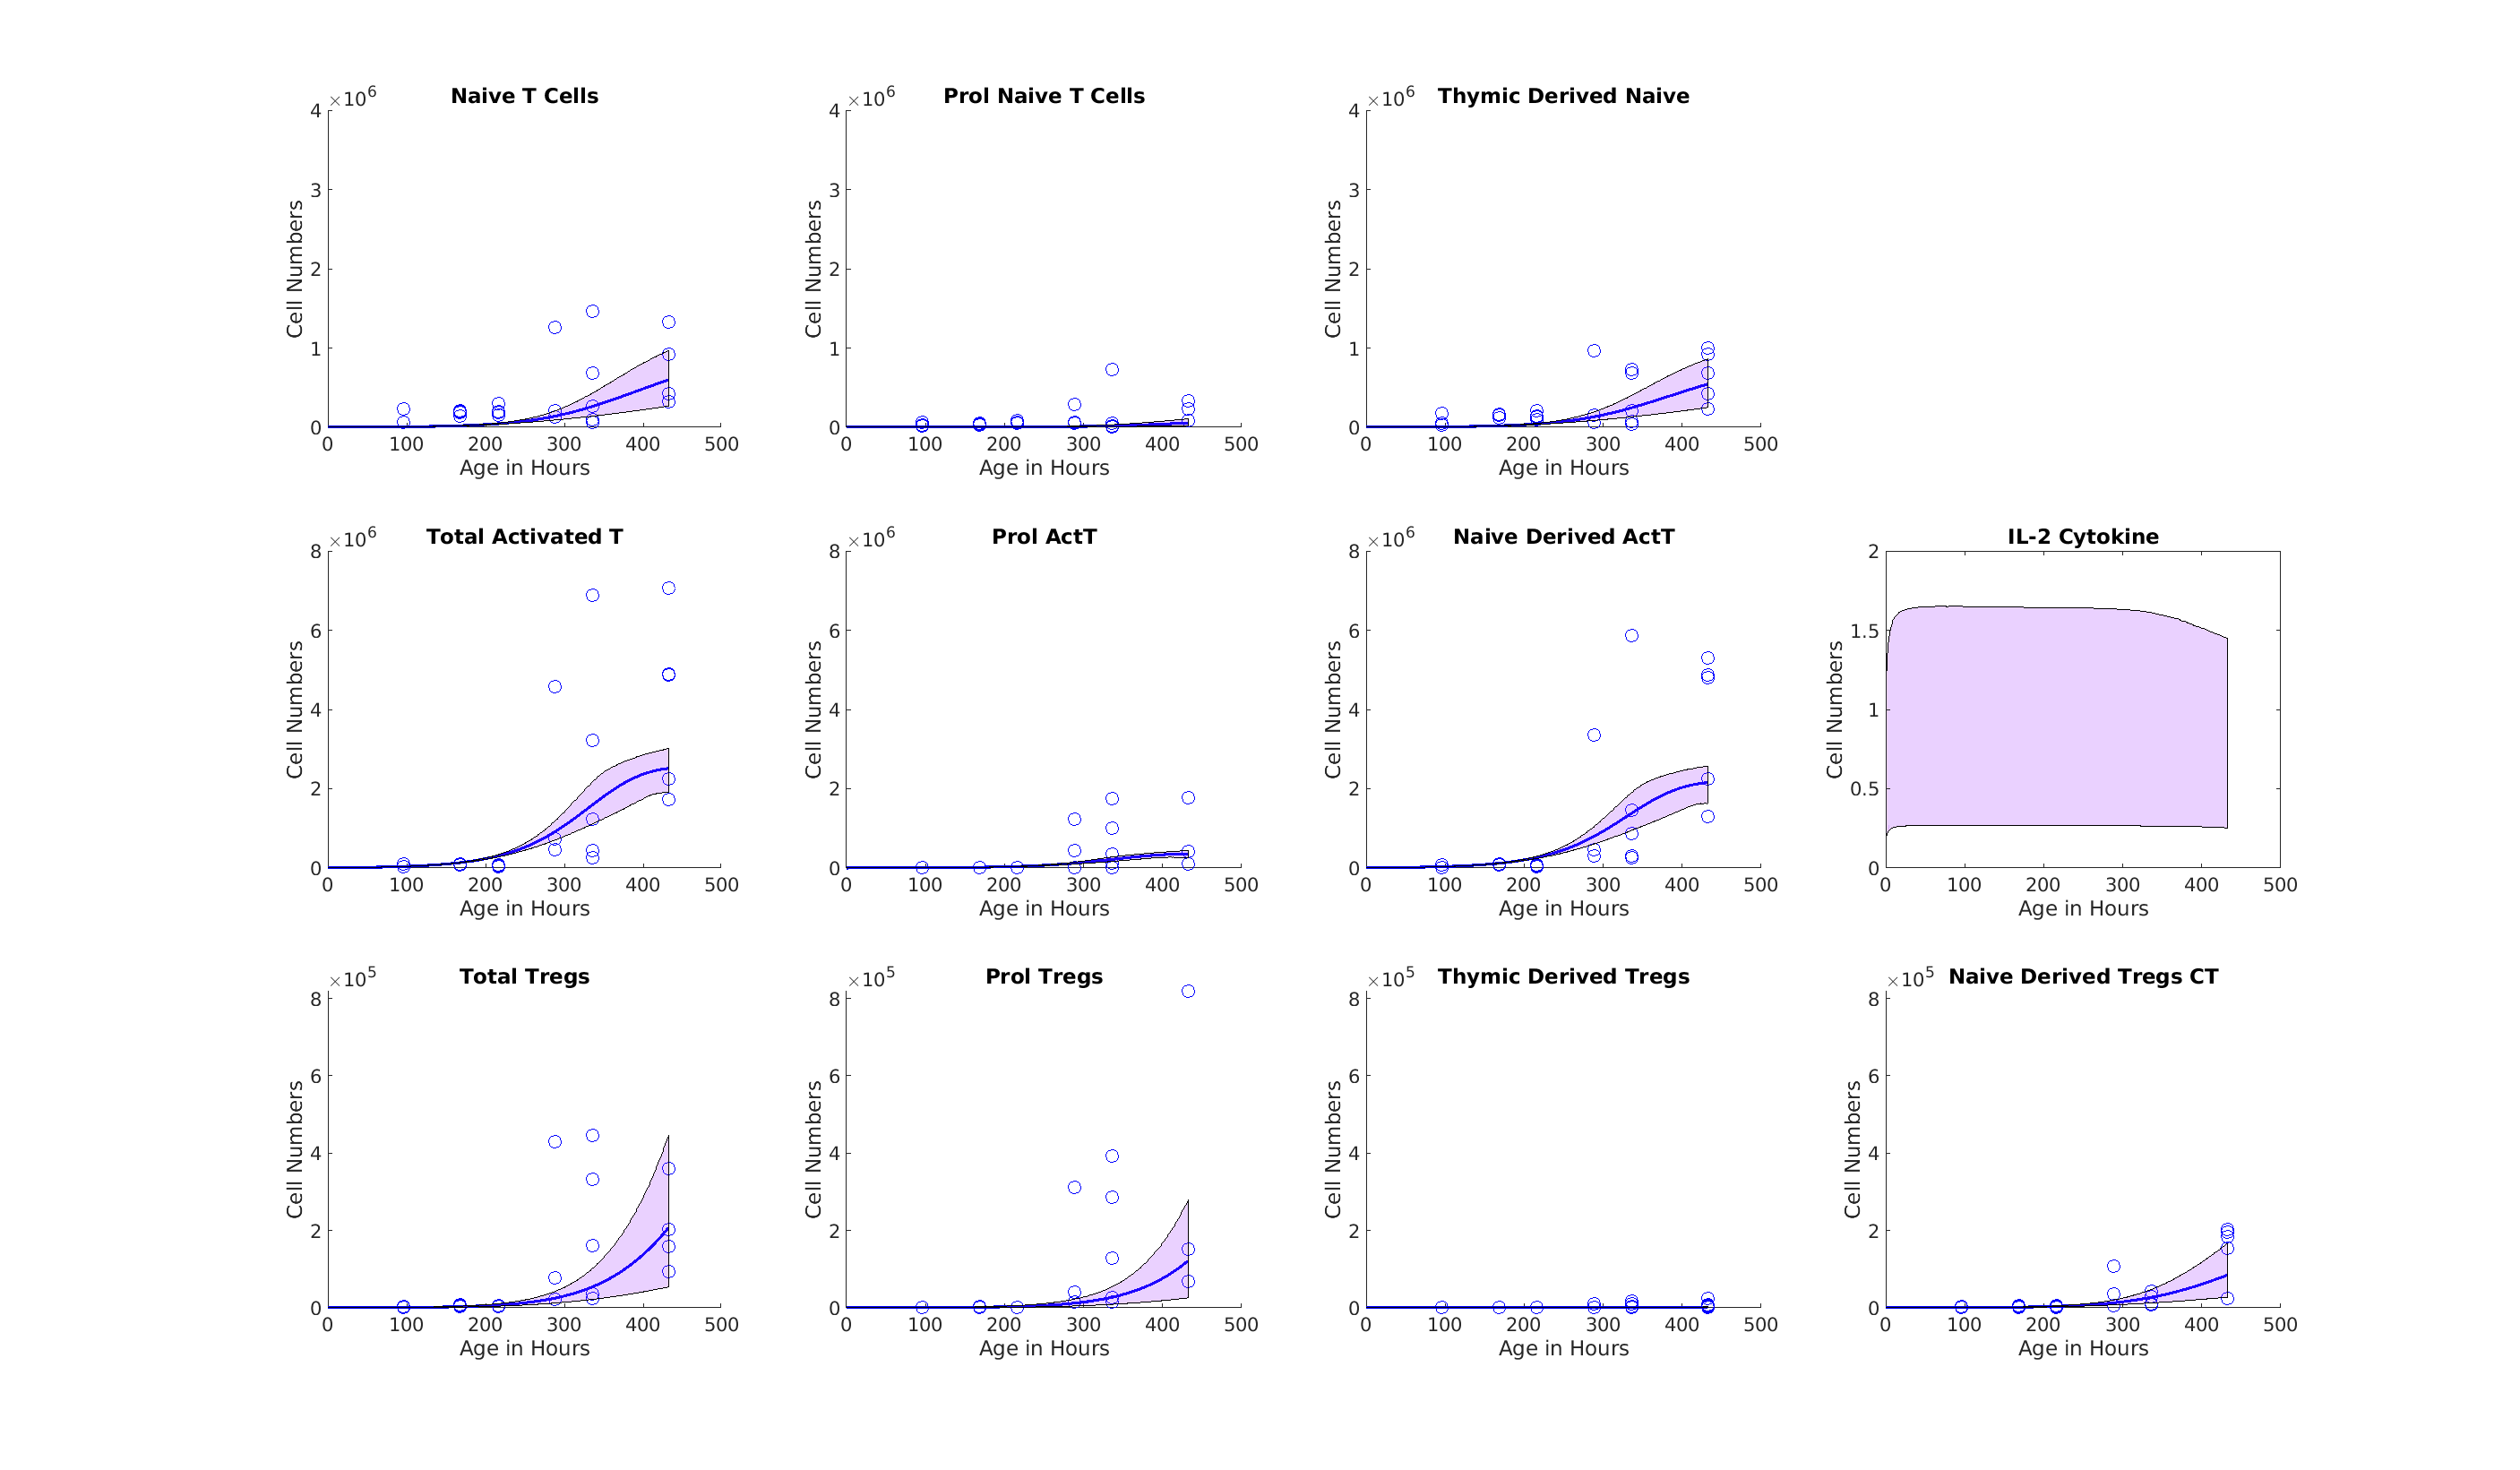 Naive T Cells
×10^6
4
3
2
1
0
0 100 200 300 400 500
Cell Numbers
Age in Hours
Prol Naive T Cells
×10^6
4
3
2
1
0
0 100 200 300 400 500
Cell Numbers
Age in Hours
Thymic Derived Naive
×10^6
4
3
2
1
0
0 100 200 300 400 500
Cell Numbers
Age in Hours
Total Activated T
×10^6
8
6
4
2
0
0 100 200 300 400 500
Cell Numbers
Age in Hours
Prol ActT
×10^6
8
6
4
2
0
0 100 200 300 400 500
Cell Numbers
Age in Hours
Naive Derived ActT
×10^6
8
6
4
2
0
0 100 200 300 400 500
Cell Numbers
Age in Hours
IL-2 Cytokine
2
1.5
1
0.5
0
0 100 200 300 400 500
Cell Numbers
Age in Hours
Total Tregs
×10^5
8
6
4
2
0
0 100 200 300 400 500
Cell Numbers
Age in Hours
Prol Tregs
×10^5
8
6
4
2
0
0 100 200 300 400 500
Cell Numbers
Age in Hours
Thymic Derived Tregs
×10^5
8
6
4
2
0
0 100 200 300 400 500
Cell Numbers
Age in Hours
Naive Derived Tregs CT
×10^5
8
6
4
2
0
0 100 200 300 400 500
Cell Numbers
Age in Hours